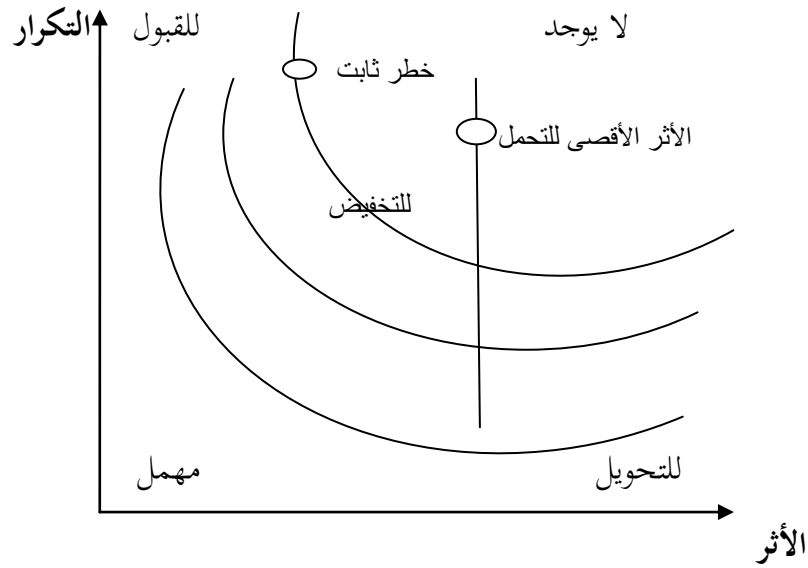 لا يوجد
للقبول
التكرار
خطر ثابت
الأثر الأقصى للتحمل
للتخفيض
للتحويل
مهمل
الأثر